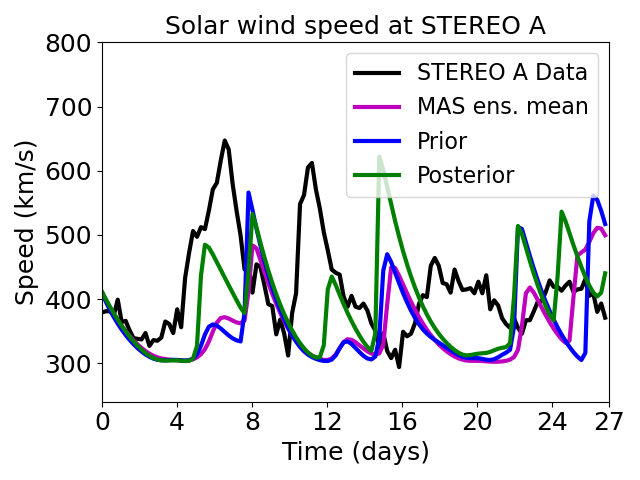 Solar wind speed at STEREO A
800
700
600
500
400
300
Speed (km/s)
STEREO A Data
MAS ens. mean
Prior
Posterior
0 4 8 12 16 20 24 27
Time (days)